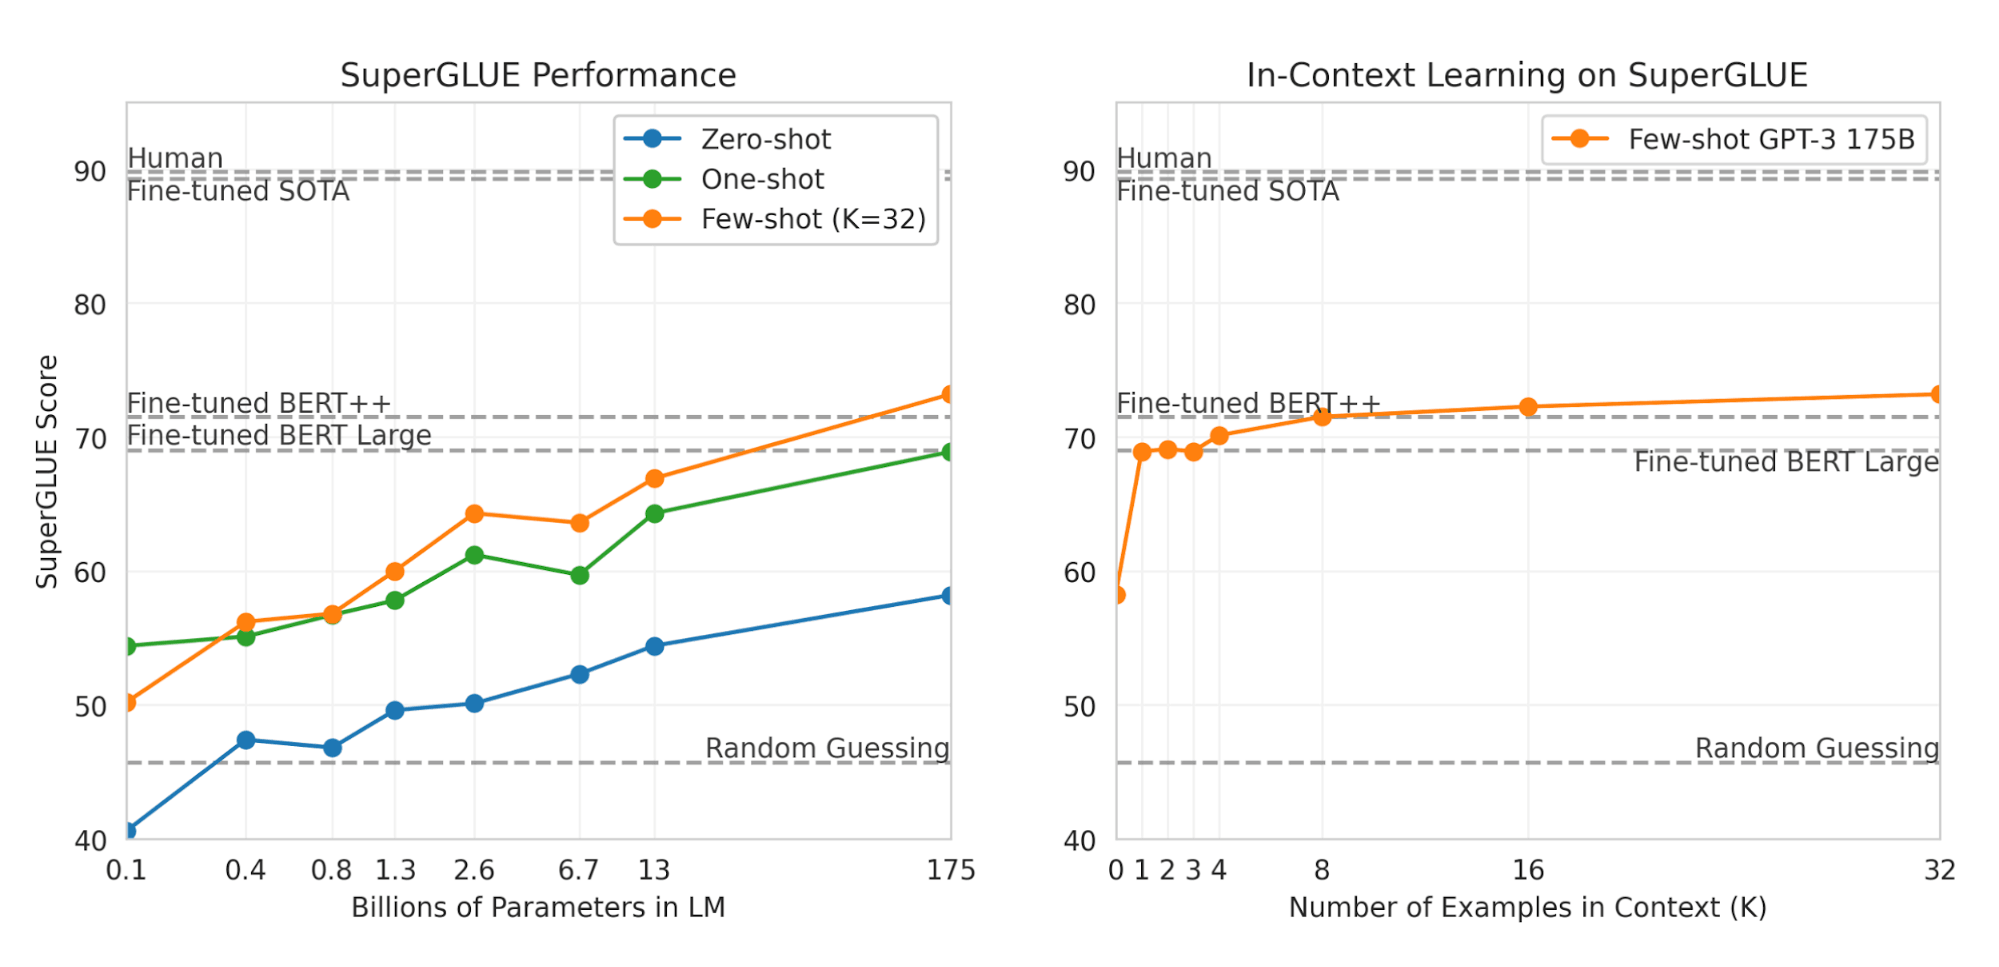 SuperGLUE Performance
Zero-shot
One-shot
Few-shot (K=32)
Human
Fine-tuned SOTA
Fine-tuned BERT++
Fine-tuned BERT Large
Random Guessing
SuperGLUE Score
90
80
70
60
50
40
0.1 0.4 0.8 1.3 2.6 6.7 13 175
Billions of Parameters in LM
In-Context Learning on SuperGLUE
Few-shot GPT-3 175B
Human
Fine-tuned SOTA
Fine-tuned BERT++
Fine-tuned BERT Large
Random Guessing
90
80
70
60
50
40
0 1 2 3 4 8 16 32
Number of Examples in Context (K)